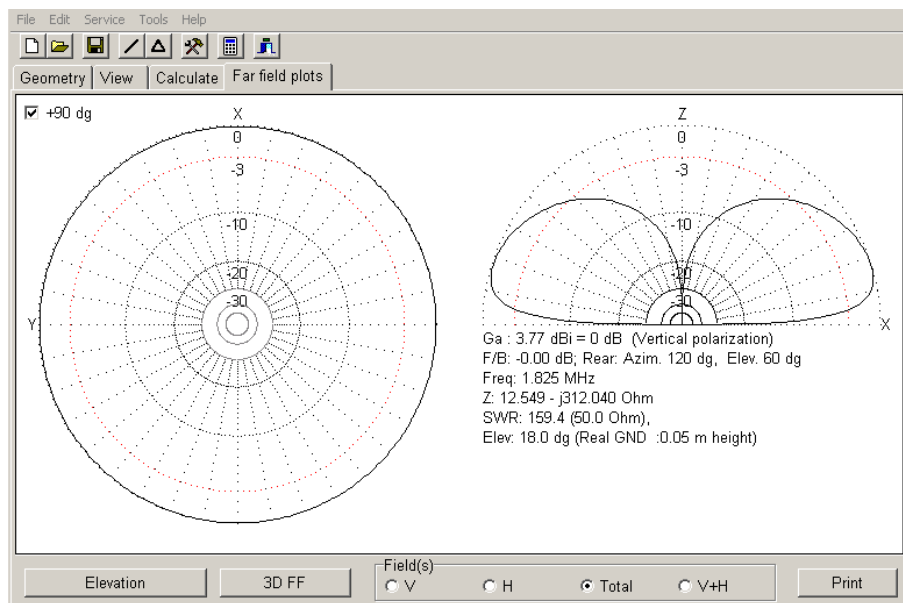 File Edit Service Tools Help
Geometry View Calculate Far field plots
+90 dg
X
0
-3
-10
-20
-30
Y
Z
0
-3
-10
-20
-30
X
Ga : 3.77 dBi = 0 dB (Vertical polarization)
F/B: -0.00 dB; Rear: Azim. 120 dg, Elev. 60 dg
Freq: 1.825 MHz
Z: 12.549 - j312.040 Ohm
SWR: 159.4 (50.0 Ohm),
Elev: 18.0 dg (Real GND :0.05 m height)
Elevation
3D FF
Field(s)
V H Total V+H
Print